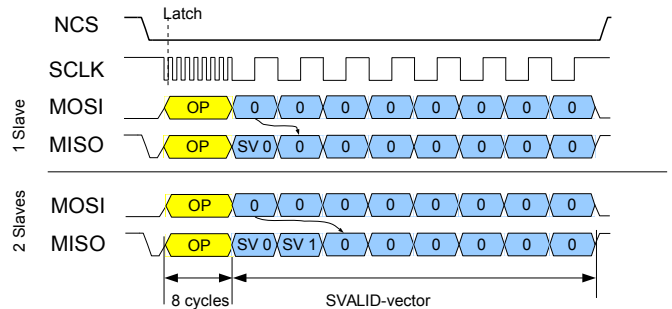 Latch
NCS
SCLK
1 Slave
MOSI OP 0 0 0 0 0 0 0 0
MISO OP SV 0 0 0 0 0 0 0 0
2 Slaves
MOSI OP 0 0 0 0 0 0 0 0
MISO OP SV 0 SV 1 0 0 0 0 0 0
8 cycles SVALID-vector